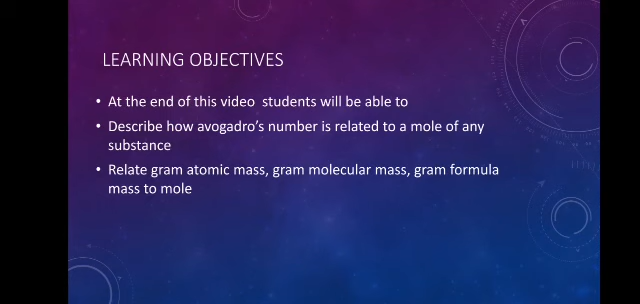 LEARNING OBJECTIVES
• At the end of this video students will be able to
• Describe how avogadro's number is related to a mole of any
substance
• Relate gram atomic mass, gram molecular mass, gram formula
mass to mole